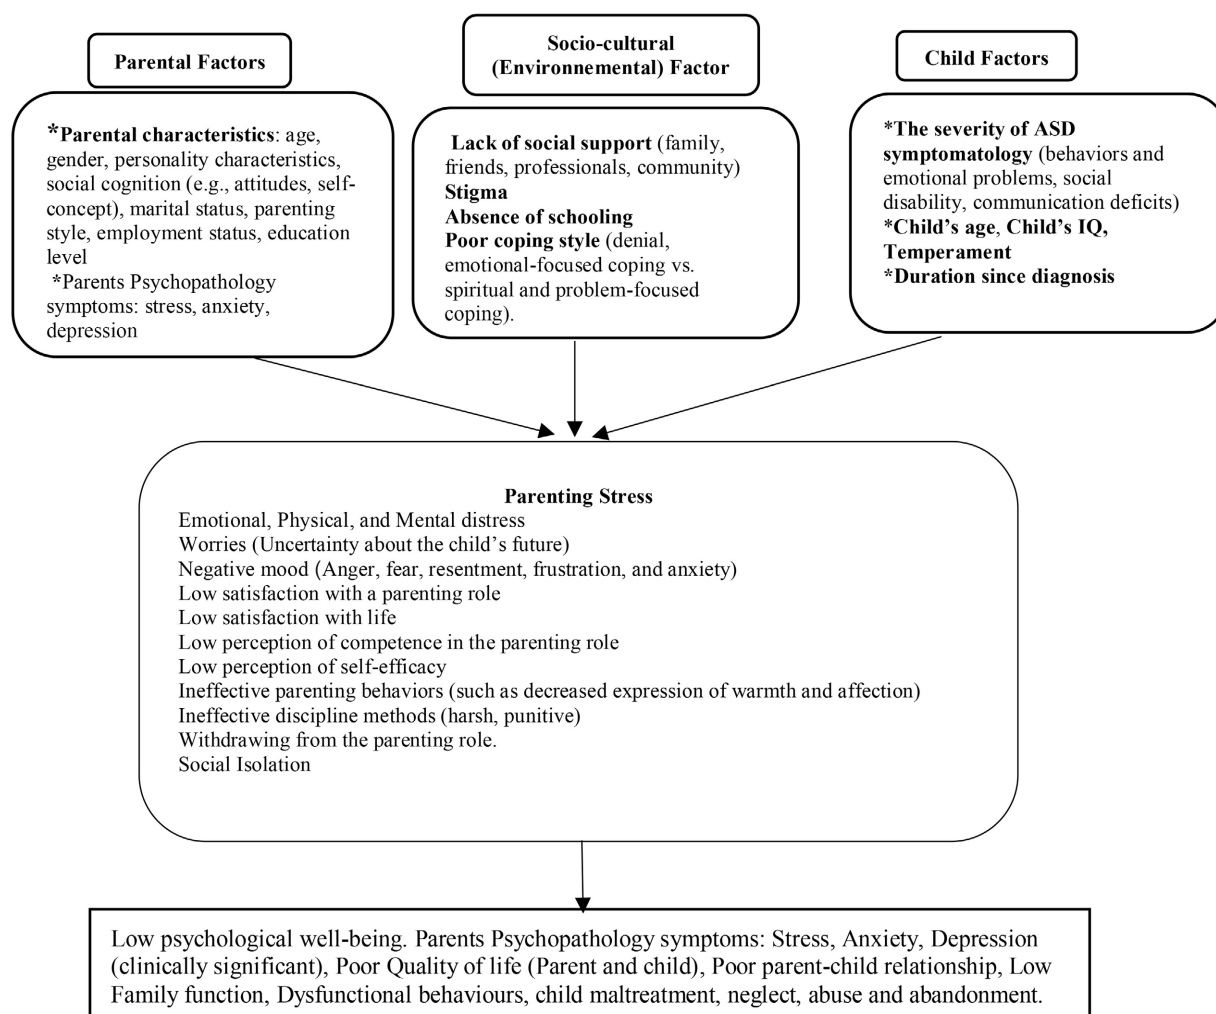 Parental Factors
*Parental characteristics: age,
gender, personality characteristics,
social cognition (e.g., attitudes, self-
concept), marital status, parenting
style, employment status, education
level
*Parents Psychopathology
symptoms: stress, anxiety,
depression
Socio-cultural
(Environnemental) Factor
Lack of social support (family,
friends, professionals, community)
Stigma
Absence of schooling
Poor coping style (denial,
emotional-focused coping vs.
spiritual and problem-focused
coping).
Child Factors
*The severity of ASD
symptomatology (behaviors and
emotional problems, social
disability, communication deficits)
*Child’s age, Child’s IQ,
Temperament
*Duration since diagnosis
Parenting Stress
Emotional, Physical, and Mental distress
Worries (Uncertainty about the child’s future)
Negative mood (Anger, fear, resentment, frustration, and anxiety)
Low satisfaction with a parenting role
Low satisfaction with life
Low perception of competence in the parenting role
Low perception of self-efficacy
Ineffective parenting behaviors (such as decreased expression of warmth and affection)
Ineffective discipline methods (harsh, punitive)
Withdrawing from the parenting role.
Social Isolation
Low psychological well-being. Parents Psychopathology symptoms: Stress, Anxiety, Depression
(clinically significant), Poor Quality of life (Parent and child), Poor parent-child relationship, Low
Family function, Dysfunctional behaviours, child maltreatment, neglect, abuse and abandonment.